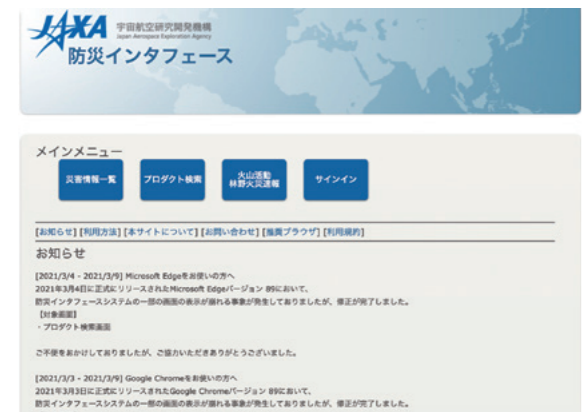 JAXA 宇宙航空研究開発機構
Japan Aerospace Exploration Agency
防災インタフェース
メインメニュー
災害情報一覧 プロダクト検索 火山活動 サインイン
林野火災速報
[お知らせ] [利用方法] [本サイトについて] [お問い合わせ] [推奨ブラウザ] [利用規約]
お知らせ
[2021/3/4 - 2021/3/9] Microsoft Edgeをお使いの方へ
2021年3月4日に正式にリリースされたMicrosoft Edgeバージョン 89において、
防災インタフェースシステムの一部の画面の表示が崩れる事象が発生しておりましたが、修正が完了しました。
【対象画面】
・プロダクト検索画面
ご不便をおかけしておりましたが、ご協力いただきありがとうございました。
[2021/3/3 - 2021/3/9] Google Chromeをお使いの方へ
2021年3月3日に正式にリリースされたGoogle Chromeバージョン 89において、
防災インタフェースシステムの一部の画面の表示が崩れる事象が発生しておりましたが、修正が完了しました。